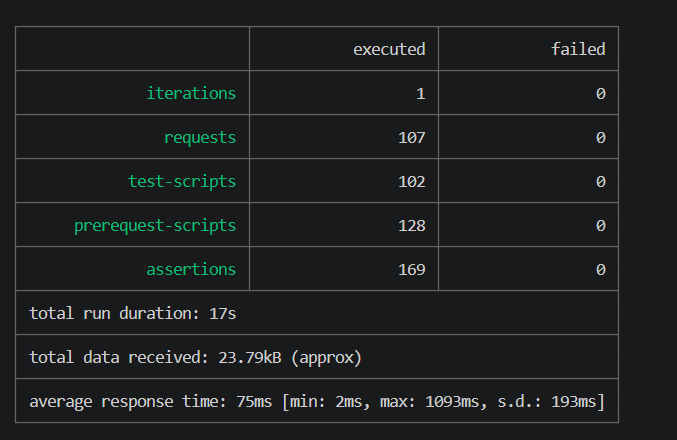 executed failed
iterations 1 0
requests 107 0
test-scripts 102 0
prerequest-scripts 128 0
assertions 169 0
total run duration: 17s
total data received: 23.79kB (approx)
average response time: 75ms [min: 2ms, max: 1093ms, s.d.: 193ms]